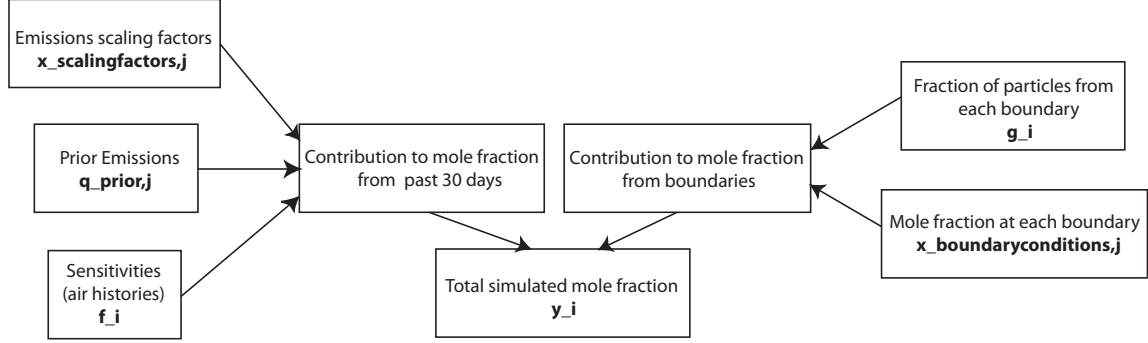 Emissions scaling factors
x_scalingfactors,j
Prior Emissions
q_prior,j
Sensitivities
(air histories)
f_i
Contribution to mole fraction
from past 30 days
Contribution to mole fraction
from boundaries
Fraction of particles from
each boundary
g_i
Mole fraction at each boundary
x_boundaryconditions,j
Total simulated mole fraction
y_i